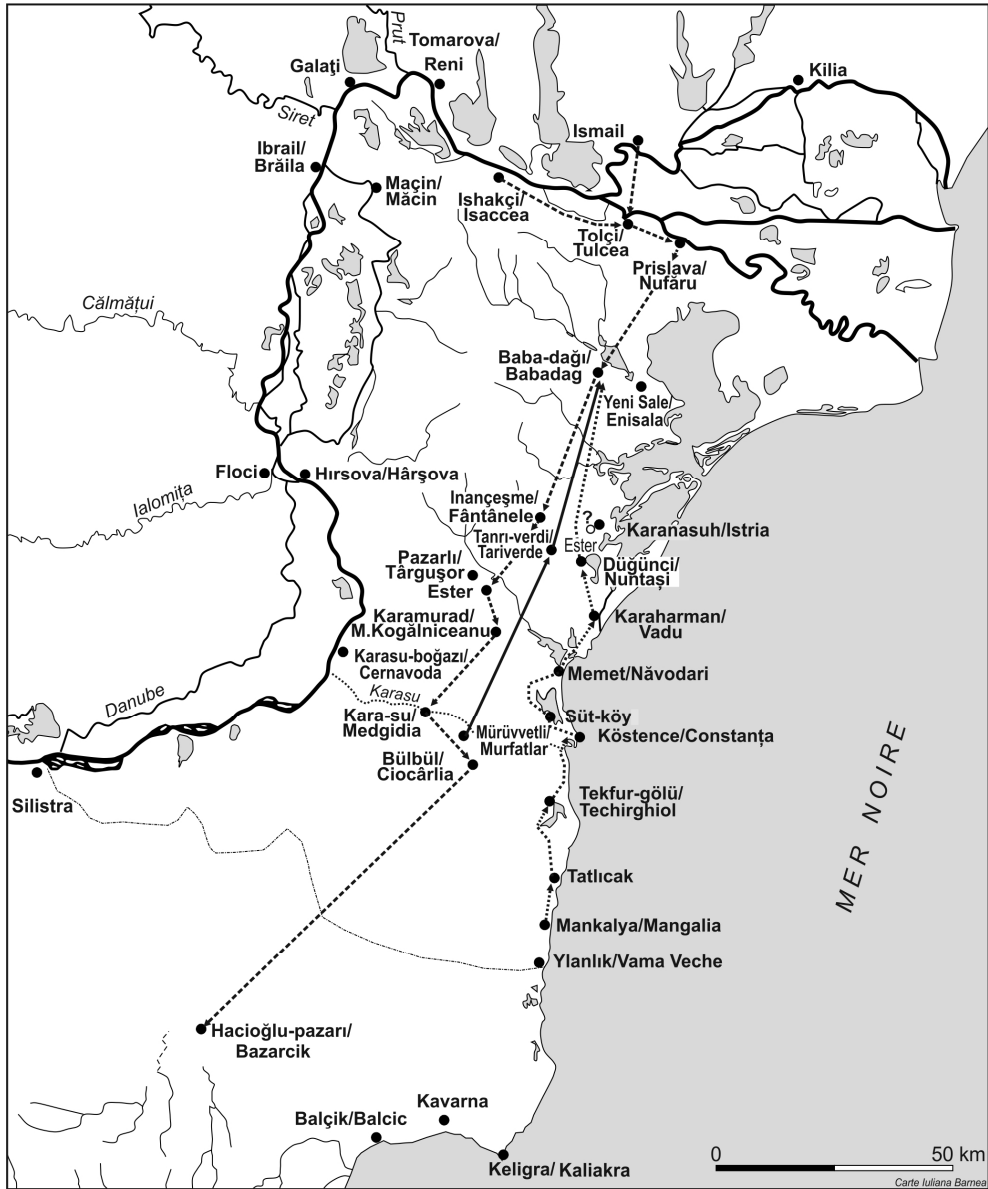 Prut
Tomarova/
Reni
Galaţi
Kilia
Siret
Ismail
Ibrail/
Brăila
Maçin/
Măcin
Ishakçi/
Isaccea
Tolçi/
Tulcea
Prislava/
Nufăru
Călmăţui
Baba-dağı/
Babadag
Yeni Sale/
Enisala
Floci
Hırsova/Hârşova
Ialomiţa
Inançeşme/
Fântânele
?
Karanasuh/Istria
Tanrı-verdi/
Tariverde
Ester
Düğünci/
Nuntaşi
Pazarlı/
Târguşor
Ester
Karamurad/
M.Kogălniceanu
Karaharman/
Vadu
Karasu-boğazı/
Cernavoda
Memet/Năvodari
Karasu
Danube
Kara-su/
Medgidia
Süt-köy
Mürüvvetli/
Murfatlar
Köstence/Constanţa
Bülbül/
Ciocârlia
Silistra
Tekfur-gölü/
Techirghiol
MER NOIRE
Tatlıcak
Mankalya/Mangalia
Ylanlık/Vama Veche
Hacioğlu-pazarı/
Bazarcik
Kavarna
Balçik/Balcic
Keligra/ Kaliakra
0 50 km
Carte Iuliana Barnea